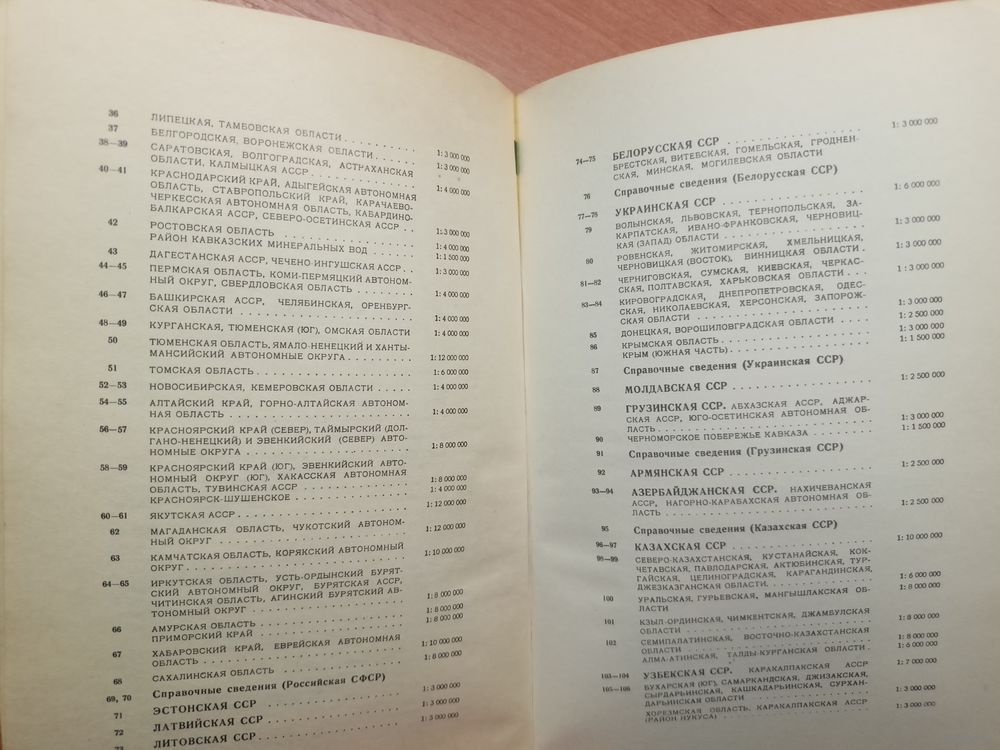 36 ЛИПЕЦКАЯ, ТАМБОВСКАЯ ОБЛАСТИ
37 БЕЛГОРОДСКАЯ, ВОРОНЕЖСКАЯ ОБЛАСТИ 1:3 000 000
38—39 САРАТОВСКАЯ, ВОЛГОГРАДСКАЯ, АСТРАХАНСКАЯ 1:3 000 000
ОБЛАСТИ, КАЛМЫЦКАЯ АССР 1:4 000 000
40—41 КРАСНОДАРСКИЙ КРАЙ, АДЫГЕЙСКАЯ АВТОНОМНАЯ
ОБЛАСТЬ, СТАВРОПОЛЬСКИЙ КРАЙ, КАРАЧАЕВО-
ЧЕРКЕССКАЯ АВТОНОМНАЯ ОБЛАСТЬ, КАБАРДИНО-
БАЛКАРСКАЯ АССР, СЕВЕРО-ОСЕТИНСКАЯ АССР 1:3 000 000
42 РОСТОВСКАЯ ОБЛАСТЬ 1:4 000 000
РАЙОН КАВКАЗСКИХ МИНЕРАЛЬНЫХ ВОД 1:1 500 000
43 ДАГЕСТАНСКАЯ АССР, ЧЕЧЕНО-ИНГУШСКАЯ АССР 1:3 000 000
44—45 ПЕРМСКАЯ ОБЛАСТЬ, КОМИ-ПЕРМЯЦКИЙ АВТОНОМ-
НЫЙ ОКРУГ, СВЕРДЛОВСКАЯ ОБЛАСТЬ 1:4 000 000
46—47 БАШКИРСКАЯ АССР, ЧЕЛЯБИНСКАЯ, ОРЕНБУРГ-
СКАЯ ОБЛАСТИ 1:4 000 000
48—49 КУРГАНСКАЯ, ТЮМЕНСКАЯ (ЮГ), ОМСКАЯ ОБЛАСТИ 1:4 000 000
50 ТЮМЕНСКАЯ ОБЛАСТЬ, ЯМАЛО-НЕНЕЦКИЙ И ХАНТЫ-
МАНСИЙСКИЙ АВТОНОМНЫЕ ОКРУГА 1:12 000 000
51 ТОМСКАЯ ОБЛАСТЬ 1:6 000 000
52—53 НОВОСИБИРСКАЯ, КЕМЕРОВСКАЯ ОБЛАСТИ 1:4 000 000
54—55 АЛТАЙСКИЙ КРАЙ, ГОРНО-АЛТАЙСКАЯ АВТОНОМ-
НАЯ ОБЛАСТЬ 1:4 000 000
56—57 КРАСНОЯРСКИЙ КРАЙ (СЕВЕР), ТАЙМЫРСКИЙ (ДОЛ-
ГАНО-НЕНЕЦКИЙ) И ЭВЕНКИЙСКИЙ (СЕВЕР) АВТО-
НОМНЫЕ ОКРУГА 1:8 000 000
58—59 КРАСНОЯРСКИЙ КРАЙ (ЮГ), ЭВЕНКИЙСКИЙ АВТО-
НОМНЫЙ ОКРУГ (ЮГ), ХАКАССКАЯ АВТОНОМНАЯ
ОБЛАСТЬ, ТУВИНСКАЯ АССР 1:8 000 000
КРАСНОЯРСК-ШУШЕНСКОЕ 1:4 000 000
60—61 ЯКУТСКАЯ АССР 1:12 000 000
62 МАГАДАНСКАЯ ОБЛАСТЬ, ЧУКОТСКИЙ АВТОНОМ-
НЫЙ ОКРУГ 1:12 000 000
63 КАМЧАТСКАЯ ОБЛАСТЬ, КОРЯКСКИЙ АВТОНОМНЫЙ
ОКРУГ 1:10 000 000
64—65 ИРКУТСКАЯ ОБЛАСТЬ, УСТЬ-ОРДЫНСКИЙ БУРЯТ-
СКИЙ АВТОНОМНЫЙ ОКРУГ, БУРЯТСКАЯ АССР,
ЧИТИНСКАЯ ОБЛАСТЬ, АГИНСКИЙ БУРЯТСКИЙ АВ-
ТОНОМНЫЙ ОКРУГ 1:8 000 000
66 АМУРСКАЯ ОБЛАСТЬ 1:8 000 000
ПРИМОРСКИЙ КРАЙ 1:8 000 000
67 ХАБАРОВСКИЙ КРАЙ, ЕВРЕЙСКАЯ АВТОНОМНАЯ
ОБЛАСТЬ 1:10 000 000
68 САХАЛИНСКАЯ ОБЛАСТЬ 1:8 000 000
69, 70 Справочные сведения (Российская СФСР)
71 ЭСТОНСКАЯ ССР 1:3 000 000
72 ЛАТВИЙСКАЯ ССР 1:3 000 000
73 ЛИТОВСКАЯ ССР 1:3 000 000
74—75 БЕЛОРУССКАЯ ССР 1:3 000 000
БРЕСТСКАЯ, ВИТЕБСКАЯ, ГОМЕЛЬСКАЯ, ГРОДНЕН-
СКАЯ, МИНСКАЯ, МОГИЛЕВСКАЯ ОБЛАСТИ
76 Справочные сведения (Белорусская ССР)
77—78 УКРАИНСКАЯ ССР 1:6 000 000
79 ВОЛЫНСКАЯ, ЛЬВОВСКАЯ, ТЕРНОПОЛЬСКАЯ, ЗА-
КАРПАТСКАЯ, ИВАНО-ФРАНКОВСКАЯ, ЧЕРНОВИЦ-
КАЯ (ЗАПАД) ОБЛАСТИ 1:3 000 000
80 РОВЕНСКАЯ, ЖИТОМИРСКАЯ, ХМЕЛЬНИЦКАЯ,
ЧЕРНОВИЦКАЯ (ВОСТОК), ВИННИЦКАЯ ОБЛАСТИ 1:3 000 000
81—82 ЧЕРНИГОВСКАЯ, СУМСКАЯ, КИЕВСКАЯ, ЧЕРКАС-
СКАЯ, ПОЛТАВСКАЯ, ХАРЬКОВСКАЯ ОБЛАСТИ 1:3 000 000
83—84 КИРОВОГРАДСКАЯ, ДНЕПРОПЕТРОВСКАЯ, ОДЕС-
СКАЯ, НИКОЛАЕВСКАЯ, ХЕРСОНСКАЯ, ЗАПОРОЖ-
СКАЯ ОБЛАСТИ 1:3 000 000
85 ДОНЕЦКАЯ, ВОРОШИЛОВГРАДСКАЯ ОБЛАСТИ 1:2 500 000
86 КРЫМСКАЯ ОБЛАСТЬ 1:3 000 000
КРЫМ (ЮЖНАЯ ЧАСТЬ) 1:1 500 000
87 Справочные сведения (Украинская ССР)
88 МОЛДАВСКАЯ ССР 1:2 500 000
89 ГРУЗИНСКАЯ ССР. АБХАЗСКАЯ АССР, АДЖАР-
СКАЯ АССР, ЮГО-ОСЕТИНСКАЯ АВТОНОМНАЯ ОБ-
ЛАСТЬ 1:3 000 000
90 ЧЕРНОМОРСКОЕ ПОБЕРЕЖЬЕ КАВКАЗА 1:1 500 000
91 Справочные сведения (Грузинская ССР)
92 АРМЯНСКАЯ ССР 1:2 500 000
93—94 АЗЕРБАЙДЖАНСКАЯ ССР. НАХИЧЕВАНСКАЯ
АССР, НАГОРНО-КАРАБАХСКАЯ АВТОНОМНАЯ ОБ-
ЛАСТЬ 1:2 500 000
95 Справочные сведения (Казахская ССР)
96—97 КАЗАХСКАЯ ССР 1:10 000 000
98—99 СЕВЕРО-КАЗАХСТАНСКАЯ, КУСТАНАЙСКАЯ, КОК-
ЧЕТАВСКАЯ, ПАВЛОДАРСКАЯ, АКТЮБИНСКАЯ, ТУР-
ГАЙСКАЯ, ЦЕЛИНОГРАДСКАЯ, КАРАГАНДИНСКАЯ,
ДЖЕЗКАЗГАНСКАЯ ОБЛАСТИ 1:6 000 000
100 УРАЛЬСКАЯ, ГУРЬЕВСКАЯ, МАНГЫШЛАКСКАЯ ОБ- 1:8 000 000
ЛАСТИ
101 КЗЫЛ-ОРДИНСКАЯ, ЧИМКЕНТСКАЯ, ДЖАМБУЛСКАЯ
ОБЛАСТИ 1:8 000 000
102 СЕМИПАЛАТИНСКАЯ, ВОСТОЧНО-КАЗАХСТАНСКАЯ
ОБЛАСТИ 1:8 000 000
АЛМА-АТИНСКАЯ, ТАЛДЫ-КУРГАНСКАЯ ОБЛАСТИ 1:6 000 000
103—104 УЗБЕКСКАЯ ССР. КАРАКАЛПАКСКАЯ АССР 1:7 000 000
105—106 БУХАРСКАЯ (ЮГ), САМАРКАНДСКАЯ, ДЖИЗАКСКАЯ,
СЫРДАРЬИНСКАЯ, КАШКАДАРЬИНСКАЯ, СУРХАН-
ДАРЬИНСКАЯ ОБЛАСТИ 1:3 000 000
ХОРЕЗМСКАЯ ОБЛАСТЬ, КАРАКАЛПАКСКАЯ АССР
(РАЙОН НУКУСА) 1:3 000 000